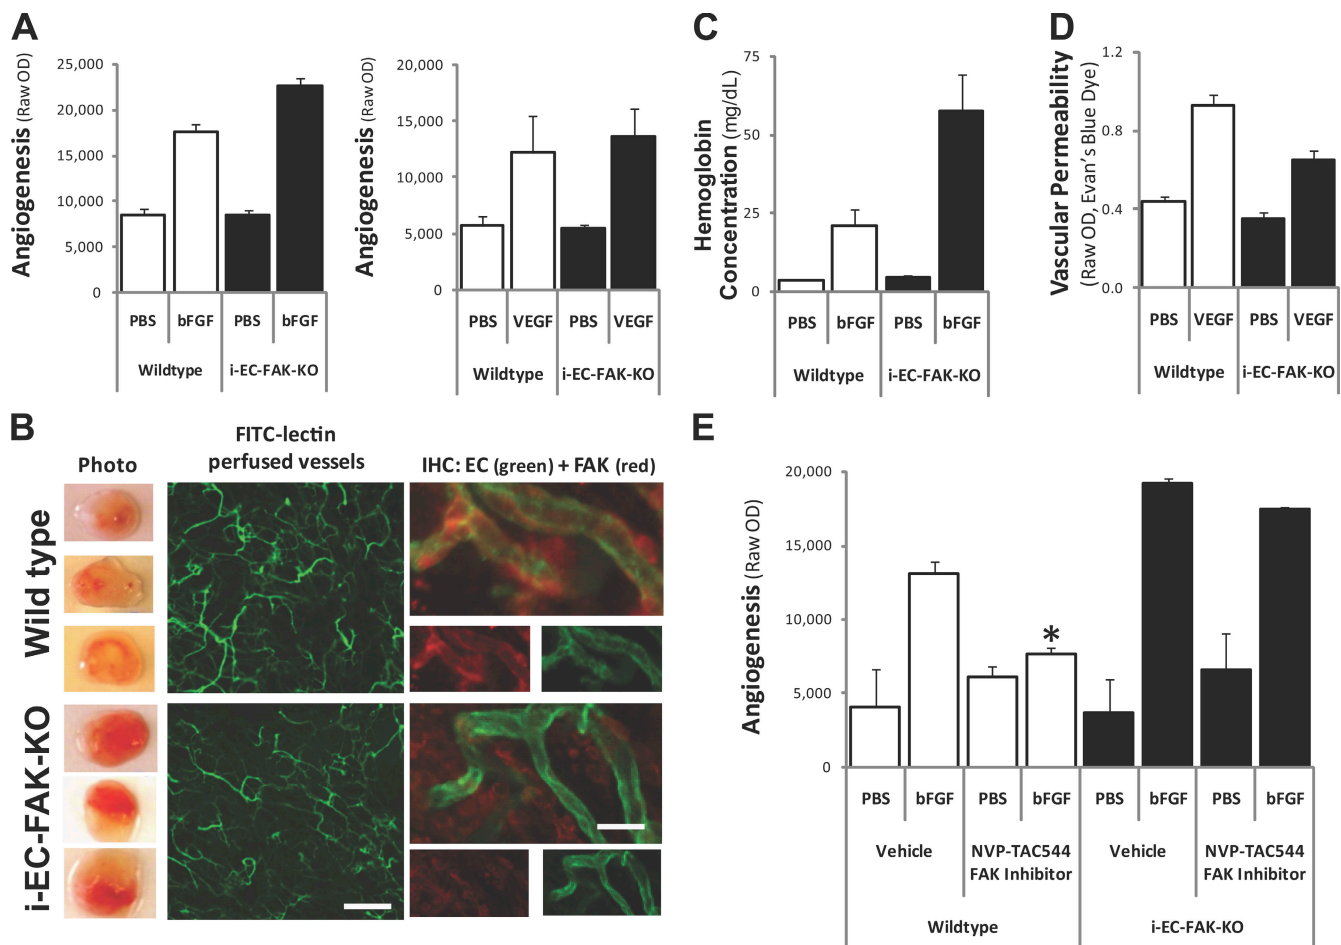 A
Angiogenesis (Raw OD)
25,000
20,000
15,000
10,000
5,000
0
PBS bFGF PBS bFGF
Wildtype i-EC-FAK-KO
Angiogenesis (Raw OD)
20,000
15,000
10,000
5,000
0
PBS VEGF PBS VEGF
Wildtype i-EC-FAK-KO
C
Hemoglobin
Concentration (mg/dL)
75
50
25
0
PBS bFGF PBS bFGF
Wildtype i-EC-FAK-KO
D
Vascular Permeability
(Raw OD, Evan's Blue Dye)
1.2
0.8
0.4
0.0
PBS VEGF PBS VEGF
Wildtype i-EC-FAK-KO
B
Photo
FITC-lectin
perfused vessels
IHC: EC (green) + FAK (red)
Wild type
i-EC-FAK-KO
E
Angiogenesis (Raw OD)
20,000
15,000
10,000
5,000
0
*
PBS bFGF PBS bFGF PBS bFGF PBS bFGF
Vehicle NVP-TAC544 Vehicle NVP-TAC544
FAK Inhibitor FAK Inhibitor
Wildtype i-EC-FAK-KO